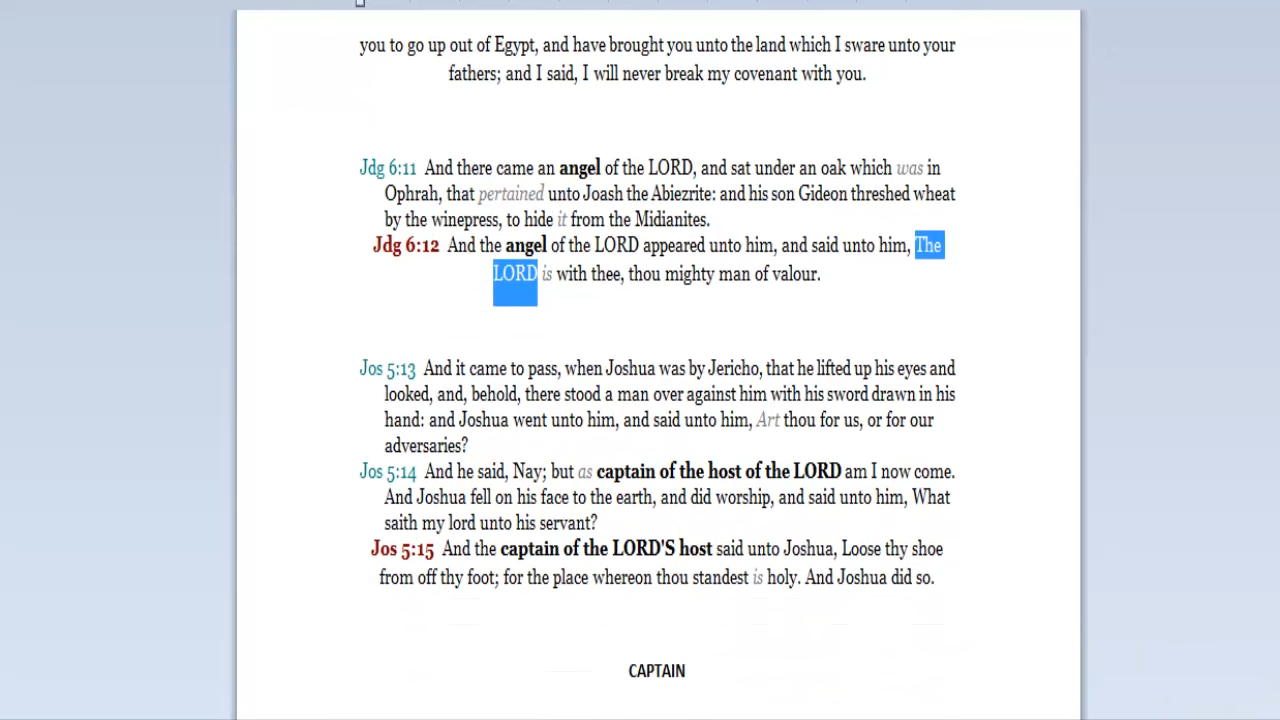 you to go up out of Egypt, and have brought you unto the land which I sware unto your
fathers; and I said, I will never break my covenant with you.
Jdg 6:11 And there came an angel of the LORD, and sat under an oak which was in
Ophrah, that pertained unto Joash the Abiezrite: and his son Gideon threshed wheat
by the winepress, to hide it from the Midianites.
Jdg 6:12 And the angel of the LORD appeared unto him, and said unto him, The
LORD is with thee, thou mighty man of valour.
Jos 5:13 And it came to pass, when Joshua was by Jericho, that he lifted up his eyes and
looked, and, behold, there stood a man over against him with his sword drawn in his
hand: and Joshua went unto him, and said unto him, Art thou for us, or for our
adversaries?
Jos 5:14 And he said, Nay; but as captain of the host of the LORD am I now come.
And Joshua fell on his face to the earth, and did worship, and said unto him, What
saith my lord unto his servant?
Jos 5:15 And the captain of the LORD'S host said unto Joshua, Loose thy shoe
from off thy foot; for the place whereon thou standest is holy. And Joshua did so.
CAPTAIN